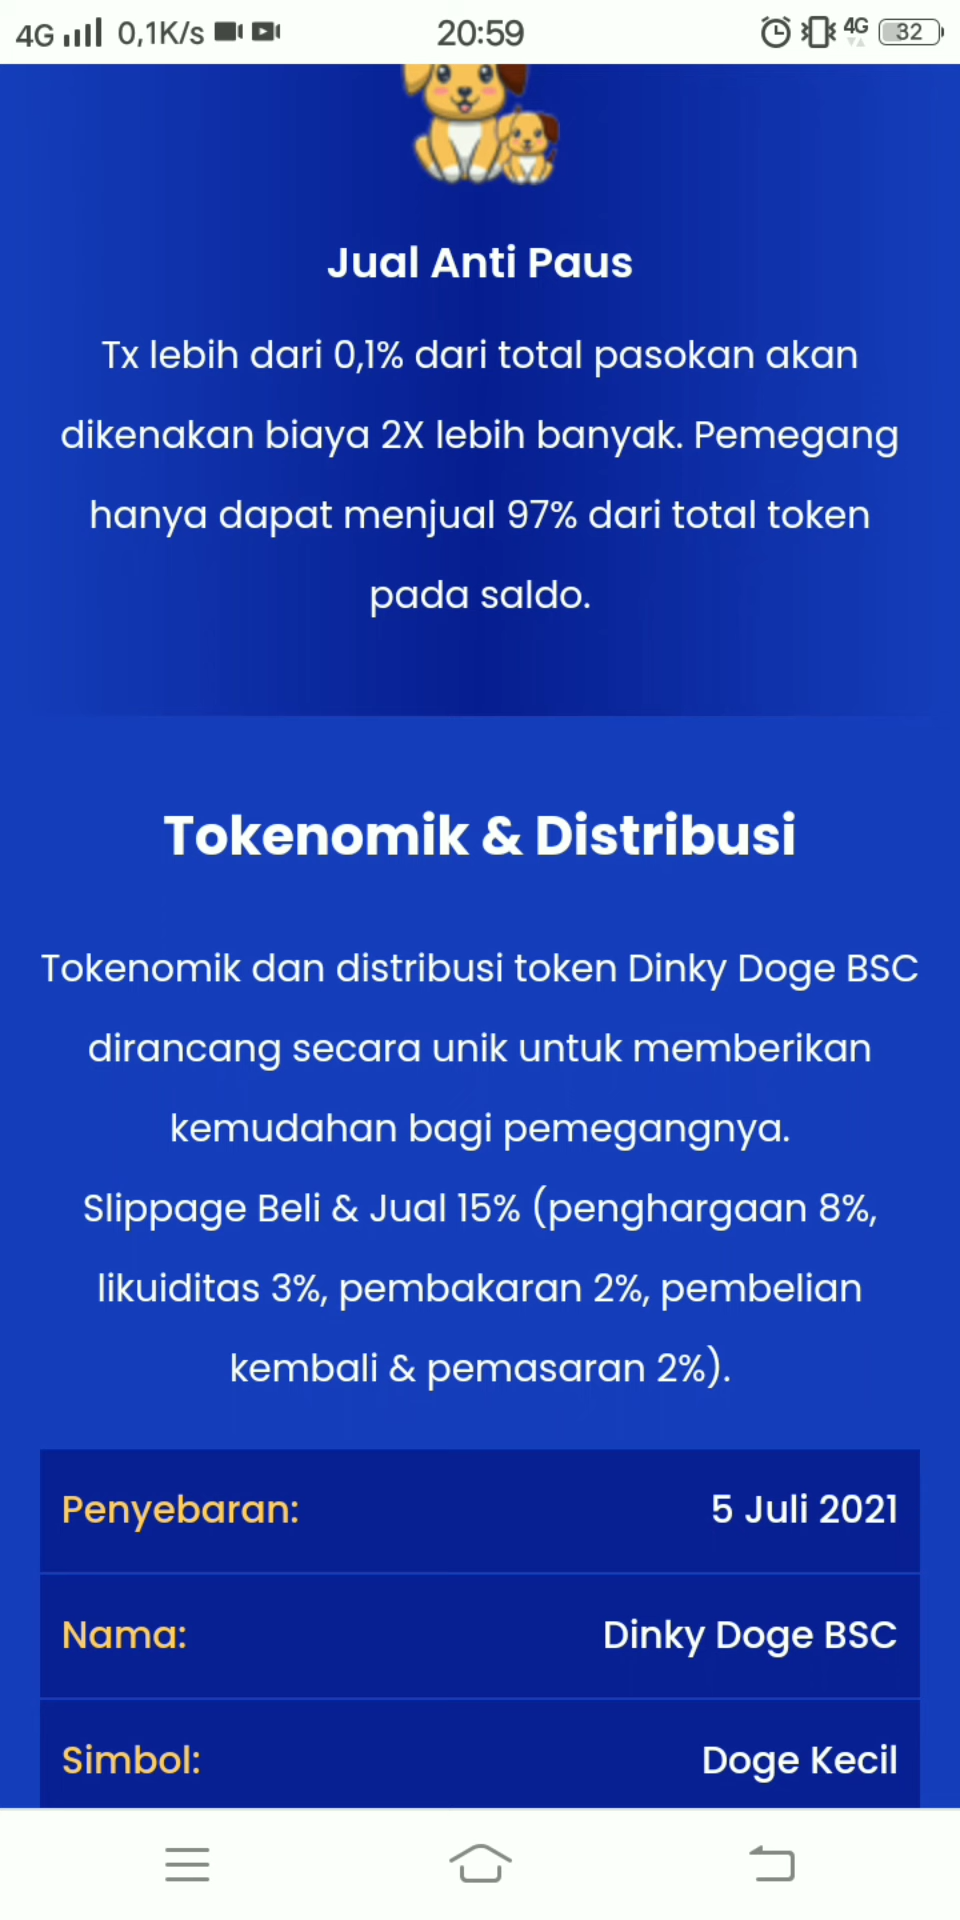 4G 0,1K/s 20:59 4G 32
Jual Anti Paus
Tx lebih dari 0,1% dari total pasokan akan
dikenakan biaya 2X lebih banyak. Pemegang
hanya dapat menjual 97% dari total token
pada saldo.
Tokenomik & Distribusi
Tokenomik dan distribusi token Dinky Doge BSC
dirancang secara unik untuk memberikan
kemudahan bagi pemegangnya.
Slippage Beli & Jual 15% (penghargaan 8%,
likuiditas 3%, pembakaran 2%, pembelian
kembali & pemasaran 2%).
Penyebaran: 5 Juli 2021
Nama: Dinky Doge BSC
Simbol: Doge Kecil